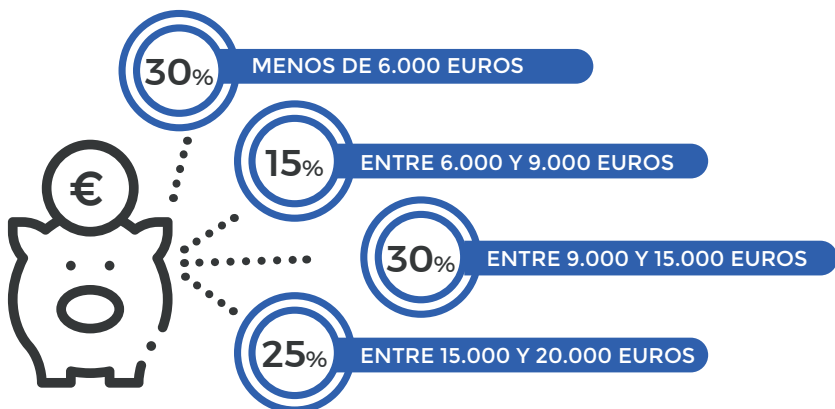 30% MENOS DE 6.000 EUROS
15% ENTRE 6.000 Y 9.000 EUROS
€
30% ENTRE 9.000 Y 15.000 EUROS
25% ENTRE 15.000 Y 20.000 EUROS